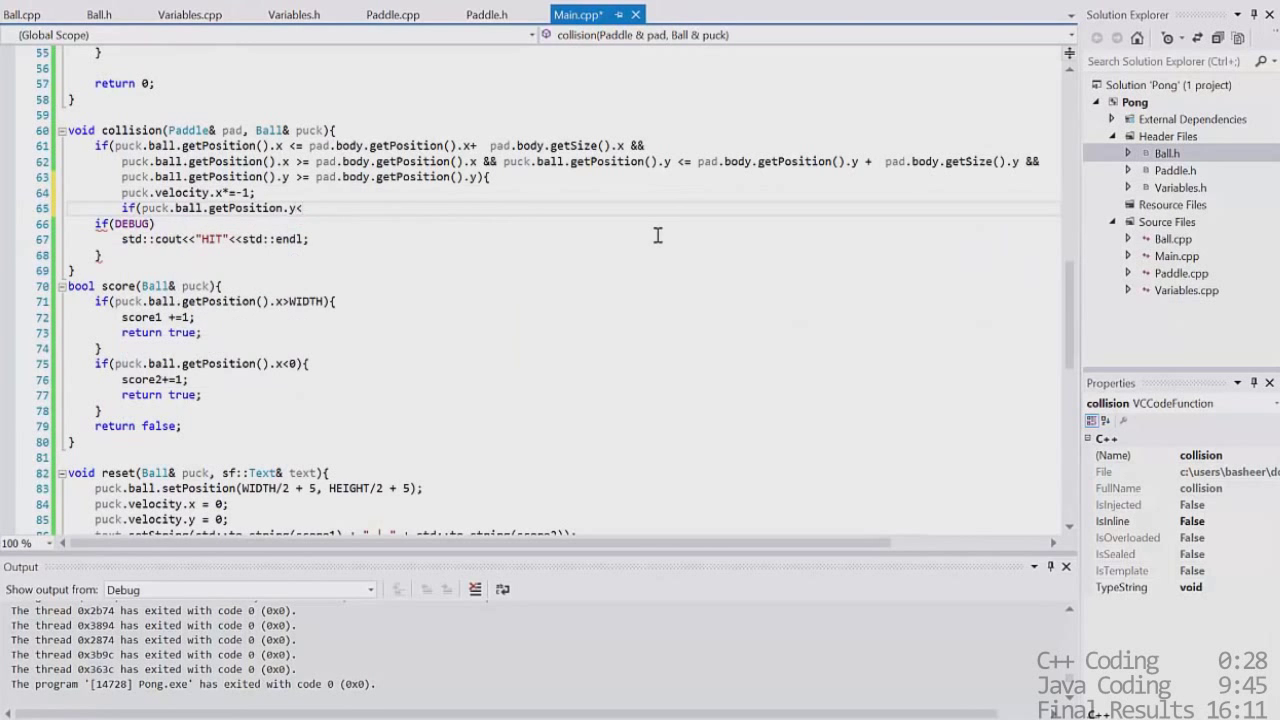 Ball.cpp Ball.h Variables.cpp Variables.h Paddle.cpp Paddle.h Main.cpp*
(Global Scope) collision(Paddle & pad, Ball & puck)
55 }
56
57 return 0;
58 }
59
60 void collision(Paddle& pad, Ball& puck){
61 if(puck.ball.getPosition().x <= pad.body.getPosition().x+  pad.body.getSize().x &&
62 puck.ball.getPosition().x >= pad.body.getPosition().x && puck.ball.getPosition().y <= pad.body.getPosition().y +  pad.body.getSize().y &&
63 puck.ball.getPosition().y >= pad.body.getPosition().y){
64 puck.velocity.x*=-1;
65 if(puck.ball.getPosition.y<
66 if(DEBUG)
67 std::cout<<"HIT"<<std::endl;
68 }
69 }
70 bool score(Ball& puck){
71 if(puck.ball.getPosition().x>WIDTH){
72 score1 +=1;
73 return true;
74 }
75 if(puck.ball.getPosition().x<0){
76 score2+=1;
77 return true;
78 }
79 return false;
80 }
81
82 void reset(Ball& puck, sf::Text& text){
83 puck.ball.setPosition(WIDTH/2 + 5, HEIGHT/2 + 5);
84 puck.velocity.x = 0;
85 puck.velocity.y = 0;
100 %
Output
Show output from: Debug
The thread 0x2b74 has exited with code 0 (0x0).
The thread 0x3894 has exited with code 0 (0x0).
The thread 0x2874 has exited with code 0 (0x0).
The thread 0x3b9c has exited with code 0 (0x0).
The thread 0x363c has exited with code 0 (0x0).
The program '[14728] Pong.exe' has exited with code 0 (0x0).
Solution Explorer
Search Solution Explorer (Ctrl+;)
Solution 'Pong' (1 project)
Pong
External Dependencies
Header Files
Ball.h
Paddle.h
Variables.h
Resource Files
Source Files
Ball.cpp
Main.cpp
Paddle.cpp
Variables.cpp
Properties
collision VCCodeFunction
C++
(Name) collision
File c:\users\basheer\do
FullName collision
IsInjected False
IsInline False
IsOverloaded False
IsSealed False
IsTemplate False
TypeString void
C++ Coding 0:28
Java Coding 9:45
Final Results 16:11
C++